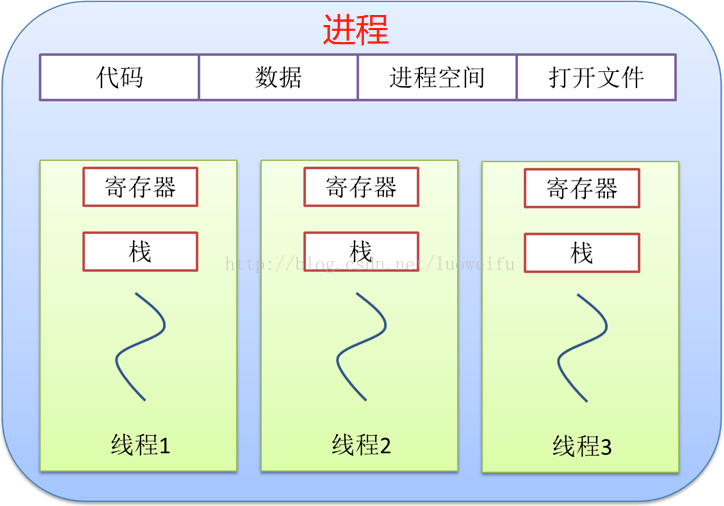 进程
代码 数据 进程空间 打开文件
寄存器 寄存器 寄存器
栈 栈 栈
http://blog.csdn.net/luoweifu
线程1 线程2 线程3